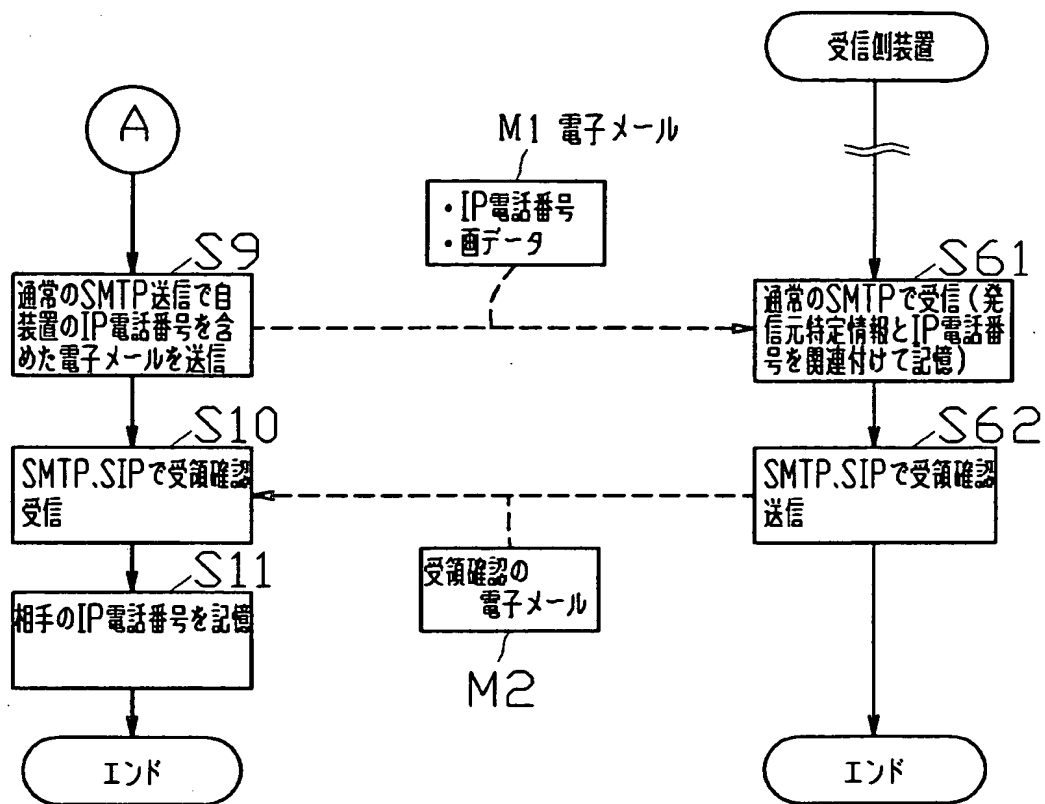 受信側装置
A
M1 電子メール
・IP電話番号
・画データ
S9
通常のSMTP送信で自
装置のIP電話番号を含
めた電子メールを送信
S61
通常のSMTPで受信(発
信元特定情報とIP電話番
号を関連付けて記憶)
S10
SMTP.SIPで受領確認
受信
S62
SMTP.SIPで受領確認
送信
受領確認の
電子メール
M2
S11
相手のIP電話番号を記憶
エンド
エンド